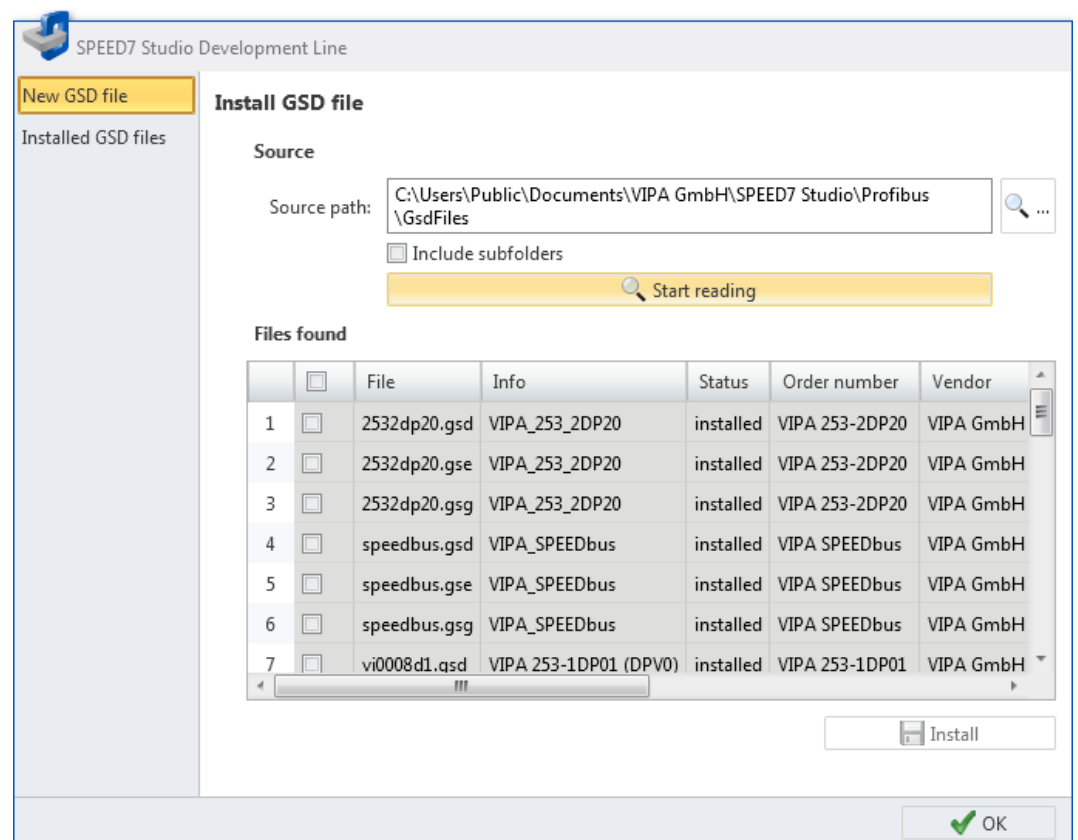 SPEED7 Studio Development Line
New GSD file
Installed GSD files
Install GSD file
Source
Source path:
C:\Users\Public\Documents\VIPA GmbH\SPEED7 Studio\Profibus
\GsdFiles
...
Include subfolders
Start reading
Files found
File Info Status Order number Vendor
1 2532dp20.gsd VIPA_253_2DP20 installed VIPA 253-2DP20 VIPA GmbH
2 2532dp20.gse VIPA_253_2DP20 installed VIPA 253-2DP20 VIPA GmbH
3 2532dp20.gsg VIPA_253_2DP20 installed VIPA 253-2DP20 VIPA GmbH
4 speedbus.gsd VIPA_SPEEDbus installed VIPA SPEEDbus VIPA GmbH
5 speedbus.gse VIPA_SPEEDbus installed VIPA SPEEDbus VIPA GmbH
6 speedbus.gsg VIPA_SPEEDbus installed VIPA SPEEDbus VIPA GmbH
7 vi0008d1.gsd VIPA 253-1DP01 (DPV0) installed VIPA 253-1DP01 VIPA GmbH
Install
OK